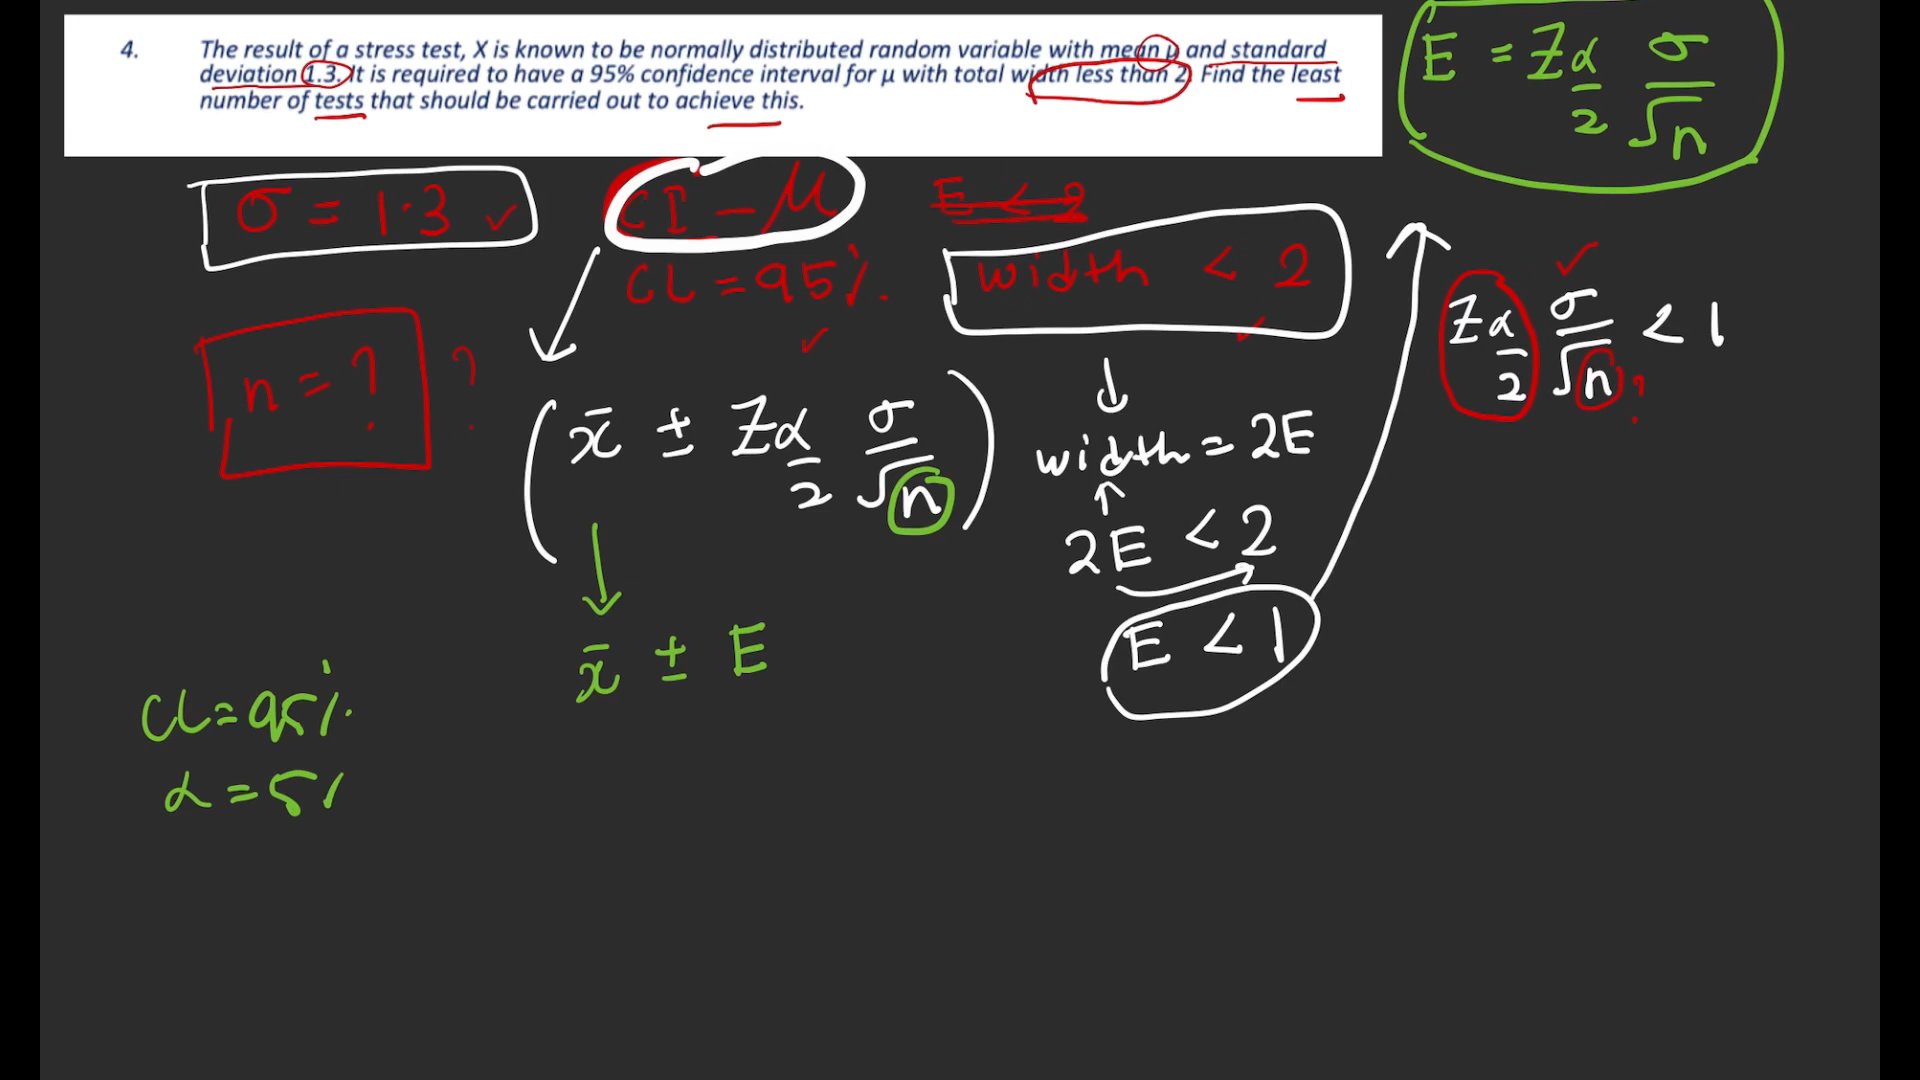 4. The result of a stress test, X is known to be normally distributed random variable with mean μ and standard
deviation 1.3. It is required to have a 95% confidence interval for μ with total width less than 2. Find the least
number of tests that should be carried out to achieve this.
E = Zα/2 σ/√n
σ = 1.3 ✓
CI – μ
E < 2
CL = 95%. ✓
width < 2 ✓
n = ? ?
(x̄ ± Zα/2 σ/√n)
x̄ ± E
width = 2E
2E < 2
E < 1
Zα/2 σ/√n < 1 ✓ ?
CL = 95%.
α = 5%